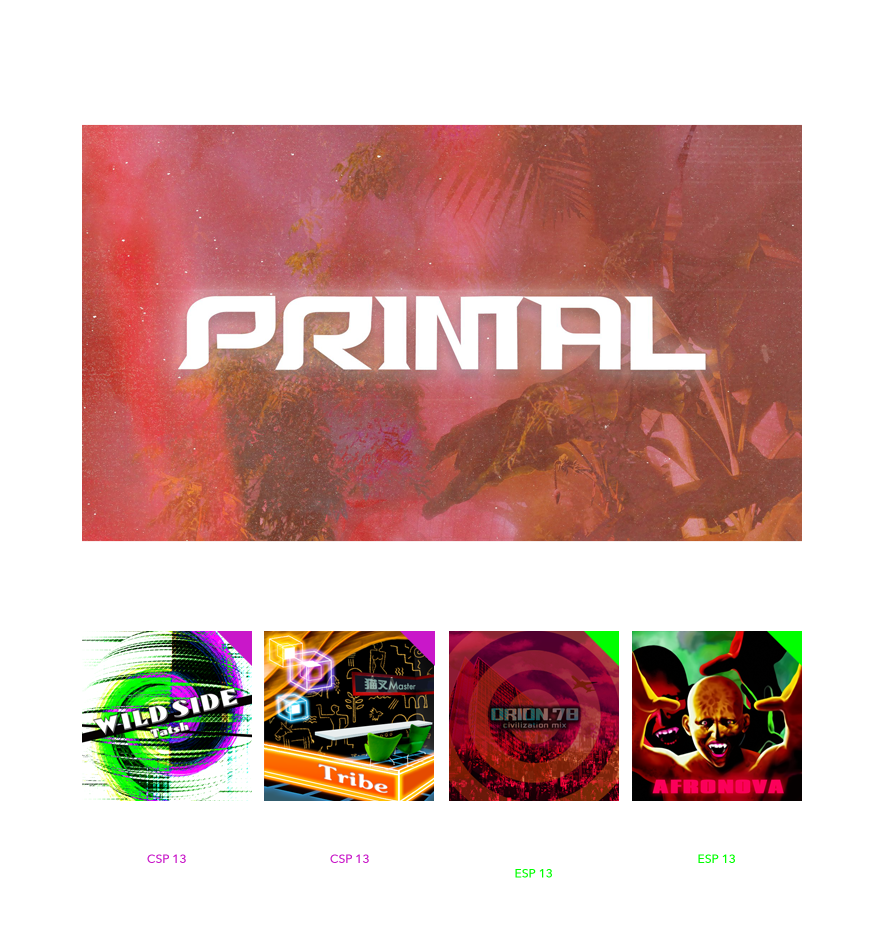 PRIMAL
WILD SIDE
Tatsh
猫叉Master
Tribe
ORION.78
civilization mix
AFRONOVA
CSP 13
CSP 13
ESP 13
ESP 13